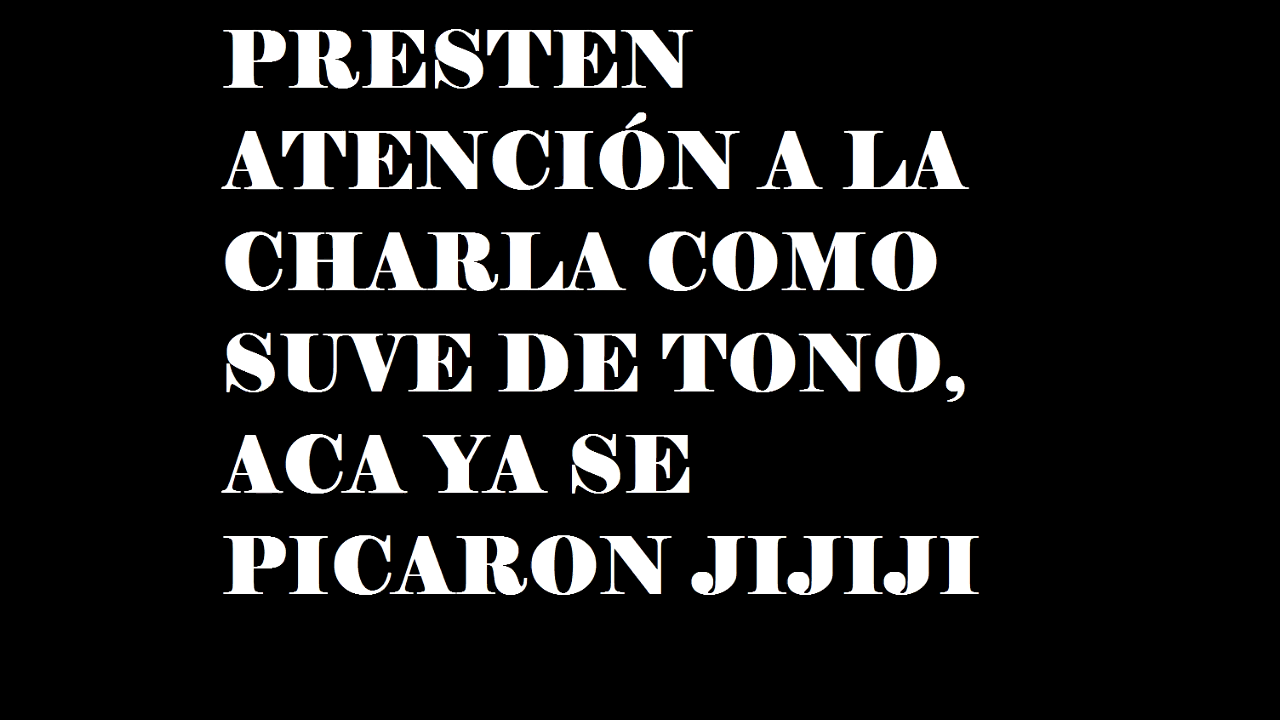 PRESTEN
ATENCIÓN A LA
CHARLA COMO
SUVE DE TONO,
ACA YA SE
PICARON JIJIJI